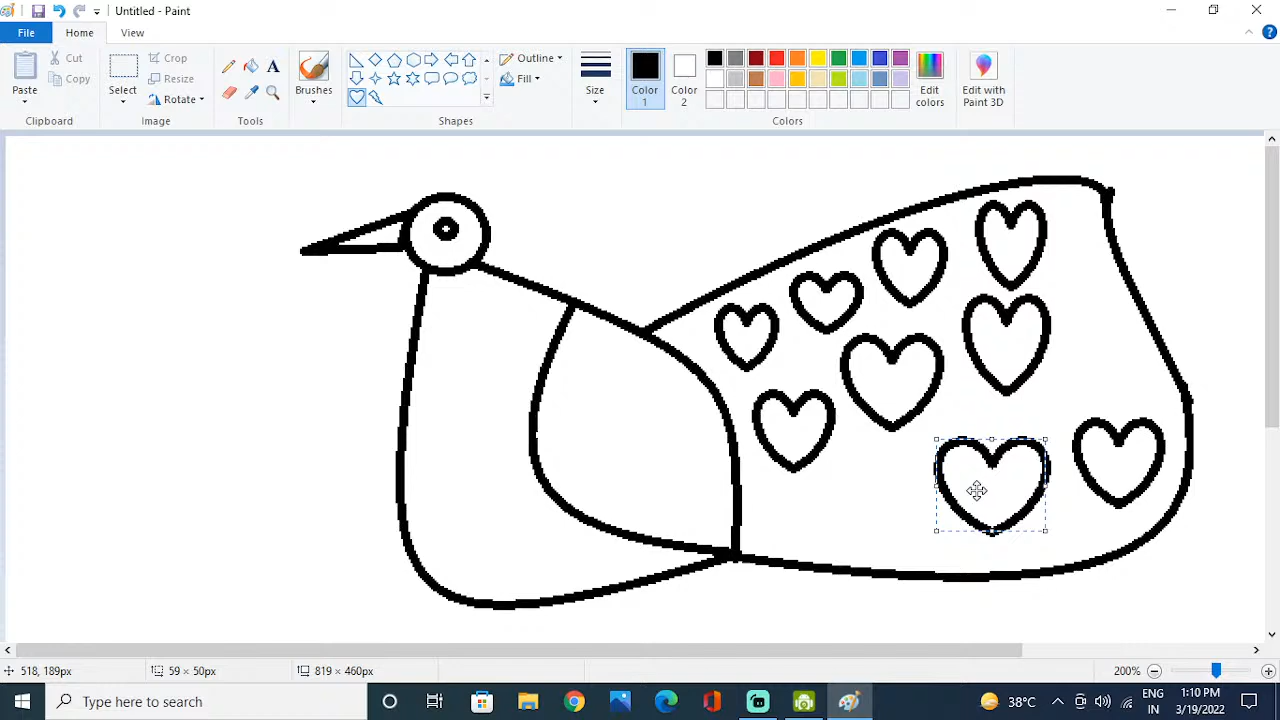 Untitled - Paint
File
Home
View
Paste
Cut
Copy
Clipboard
Select
Crop
Resize
Rotate
Image
A
Tools
Brushes
Outline
Fill
Shapes
Size
Color 1
Color 2
Edit colors
Colors
Edit with Paint 3D
518, 189px
59 × 50px
819 × 460px
200%
Type here to search
38°C
ENG
IN
1:10 PM
3/19/2022